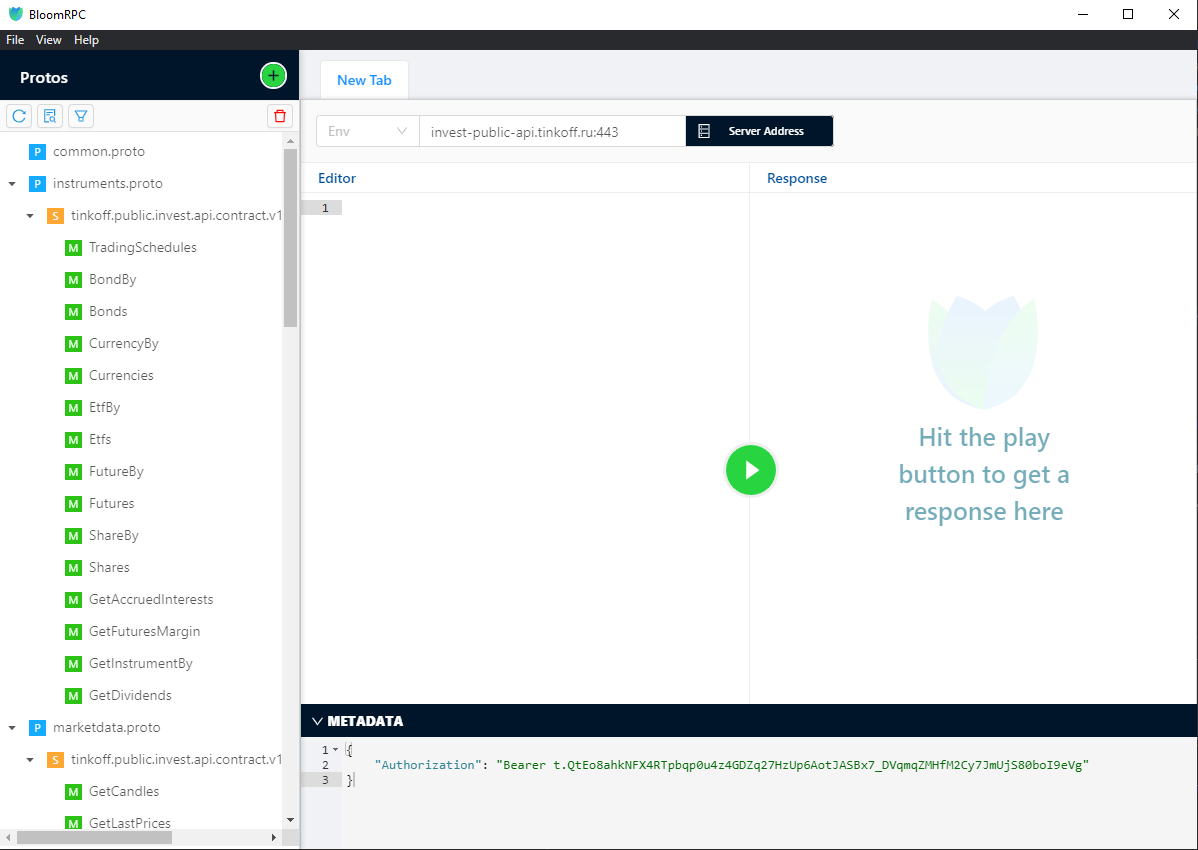 BloomRPC
File View Help
Protos
New Tab
Env
invest-public-api.tinkoff.ru:443
Server Address
common.proto
instruments.proto
tinkoff.public.invest.api.contract.v1
TradingSchedules
BondBy
Bonds
CurrencyBy
Currencies
EtfBy
Etfs
FutureBy
Futures
ShareBy
Shares
GetAccruedInterests
GetFuturesMargin
GetInstrumentBy
GetDividends
marketdata.proto
tinkoff.public.invest.api.contract.v1
GetCandles
GetLastPrices
Editor
1
Response
Hit the play
button to get a
response here
METADATA
1 {
2 "Authorization": "Bearer t.QtEo8ahkNFX4RTpbqp0u4z4GDZq27HzUp6AotJASBx7_DVqmqZMHfM2Cy7JmUjS80boI9eVg"
3 }